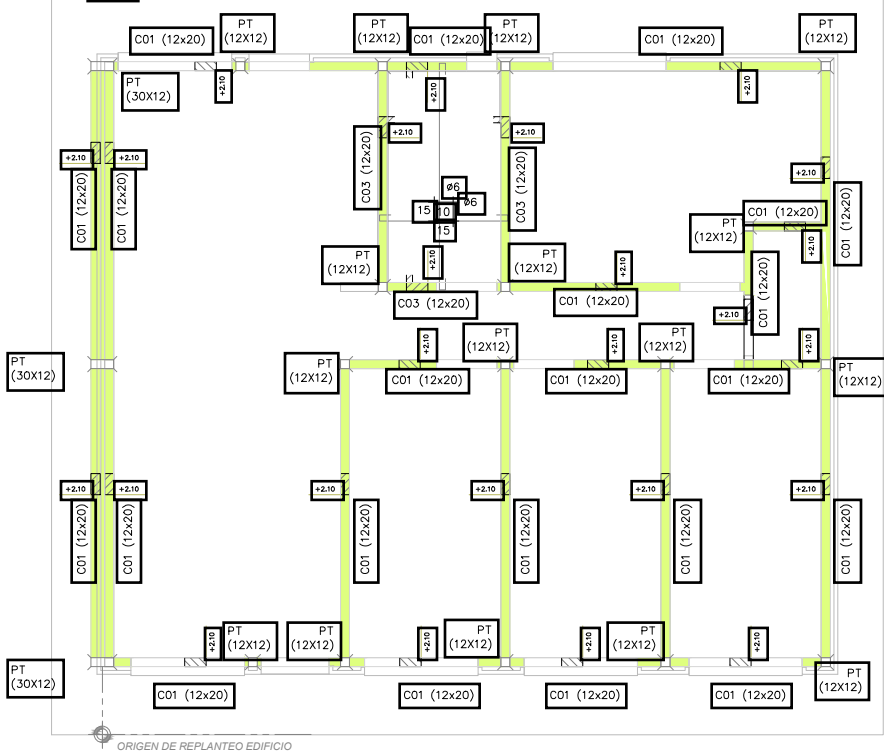 PT
(12X12)
PT
(12X12)
PT
(12X12)
PT
(12X12)
C01 (12x20)
C01 (12x20)
C01 (12x20)
PT
(30X12)
+2.10
+2.10
+2.10
+2.10
+2.10
+2.10
+2.10
+2.10
C01 (12x20)
C01 (12x20)
C03 (12x20)
C03 (12x20)
C01 (12x20)
ø6
ø6
15
10
15
C01 (12x20)
PT
(12X12)
+2.10
PT
(12X12)
PT
(12X12)
+2.10
+2.10
C01 (12x20)
C03 (12x20)
C01 (12x20)
+2.10
PT
(12X12)
PT
(12X12)
+2.10
+2.10
+2.10
PT
(30X12)
PT
(12X12)
PT
(12X12)
C01 (12x20)
C01 (12x20)
C01 (12x20)
+2.10
+2.10
+2.10
+2.10
+2.10
+2.10
C01 (12x20)
C01 (12x20)
C01 (12x20)
C01 (12x20)
C01 (12x20)
C01 (12x20)
PT
(30X12)
+2.10
PT
(12X12)
PT
(12X12)
+2.10
PT
(12X12)
+2.10
PT
(12X12)
+2.10
PT
(12X12)
C01 (12x20)
C01 (12x20)
C01 (12x20)
C01 (12x20)
ORIGEN DE REPLANTEO EDIFICIO